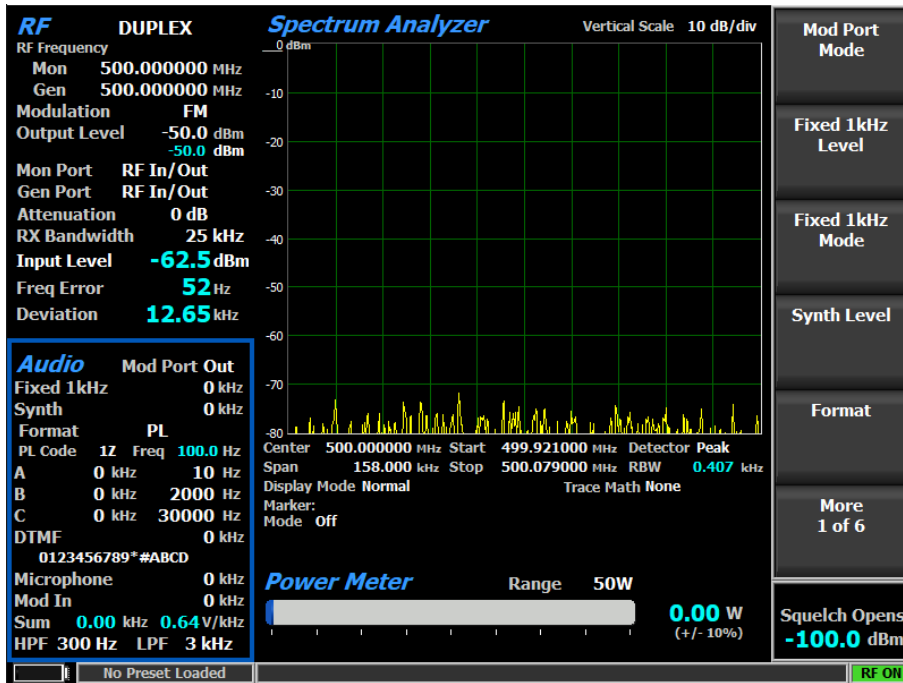 RF DUPLEX
RF Frequency
Mon 500.000000 MHz
Gen 500.000000 MHz
Modulation FM
Output Level -50.0 dBm
-50.0 dBm
Mon Port RF In/Out
Gen Port RF In/Out
Attenuation 0 dB
RX Bandwidth 25 kHz
Input Level -62.5 dBm
Freq Error 52 Hz
Deviation 12.65 kHz
Audio Mod Port Out
Fixed 1kHz 0 kHz
Synth 0 kHz
Format PL
PL Code 1Z Freq 100.0 Hz
A 0 kHz 10 Hz
B 0 kHz 2000 Hz
C 0 kHz 30000 Hz
DTMF 0 kHz
0123456789*#ABCD
Microphone 0 kHz
Mod In 0 kHz
Sum 0.00 kHz 0.64 V/kHz
HPF 300 Hz LPF 3 kHz
Spectrum Analyzer Vertical Scale 10 dB/div
0 dBm
-10
-20
-30
-40
-50
-60
-70
-80
Center 500.000000 MHz Start 499.921000 MHz Detector Peak
Span 158.000 kHz Stop 500.079000 MHz RBW 0.407 kHz
Display Mode Normal Trace Math None
Marker:
Mode Off
Power Meter Range 50W
0.00 W
(+/- 10%)
Mod Port
Mode
Fixed 1kHz
Level
Fixed 1kHz
Mode
Synth Level
Format
More
1 of 6
Squelch Opens
-100.0 dBm
No Preset Loaded
RF ON